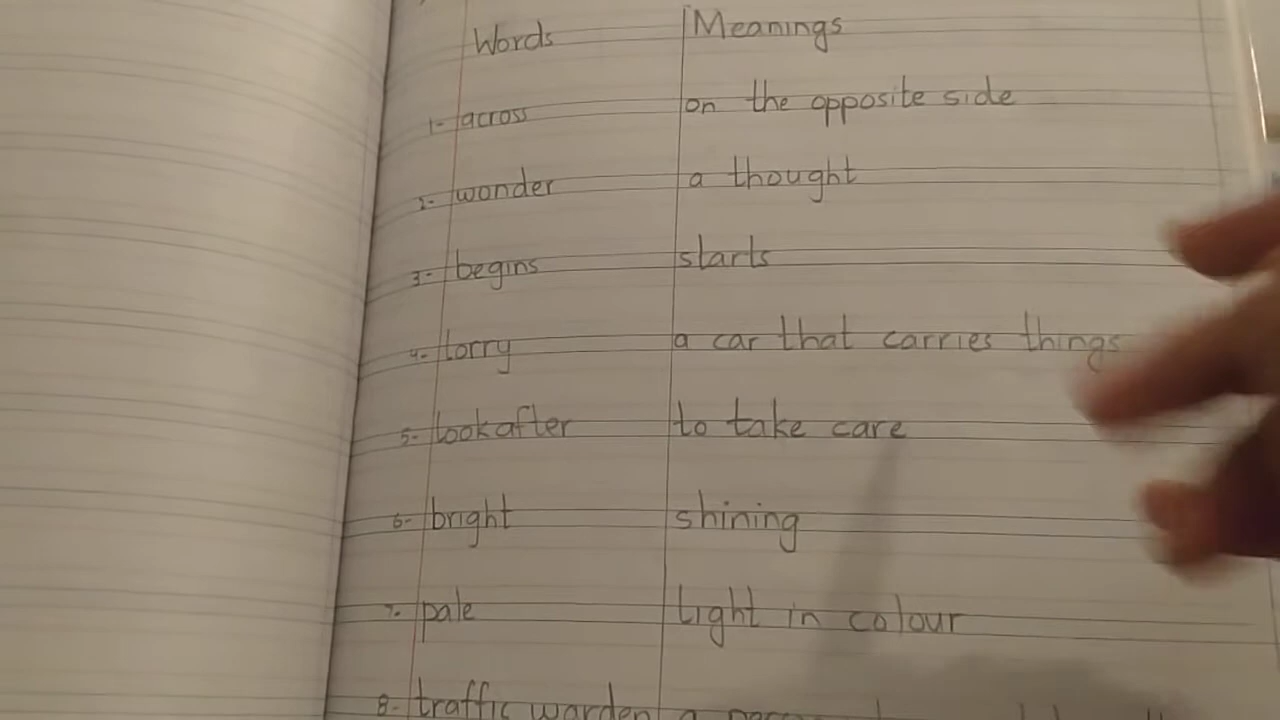 Words Meanings
1- across on the opposite side
2- wonder a thought
3- begins starts
4- lorry a car that carries things
5- lookafter to take care
6- bright shining
7- pale light in colour
8- traffic warden a